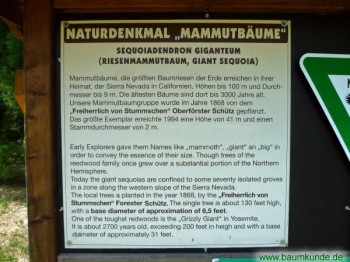 NATURDENKMAL „MAMMUTBÄUME"
SEQUOIADENDRON GIGANTEUM
(RIESENMAMMUTBAUM, GIANT SEQUOIA)
Mammutbäume, die größten Baumriesen der Erde erreichen in ihrer
Heimat, der Sierra Nevada in Californien, Höhen bis 100 m und Durch-
messer bis 9 m. Die ältesten Bäume sind dort bis 3000 Jahre alt.
Unsere Mammutbaumgruppe wurde im Jahre 1868 von dem
„Freiherrlich von Stummschen" Oberförster Schütz gepflanzt.
Das größte Exemplar erreichte 1994 eine Höhe von 41 m und einen
Stammdurchmesser von 2 m.
Early Explorers gave them Names like „mammoth", „giant" an „big" in
order to convey the essence of their size. Though trees of the
redwood family once grew over a substantial portion of the Northern
Hemisphere.
Today the giant sequoias are confined to some seventy isolated groves
in a zone along the western slope of the Sierra Nevada.
The local trees a planted in the year 1868, by the „Freiherrlich von
Stummschen" Forester Schütz. The single tree is about 130 feet high,
with a base diameter of approximation of 6,5 feet.
One of the toughst redwoods is the „Grizzly Giant" in Yosemite.
It is about 2700 years old, exceeding 200 feet in heigh and with a base
diameter of approximately 31 feet.
www.baumkunde.de